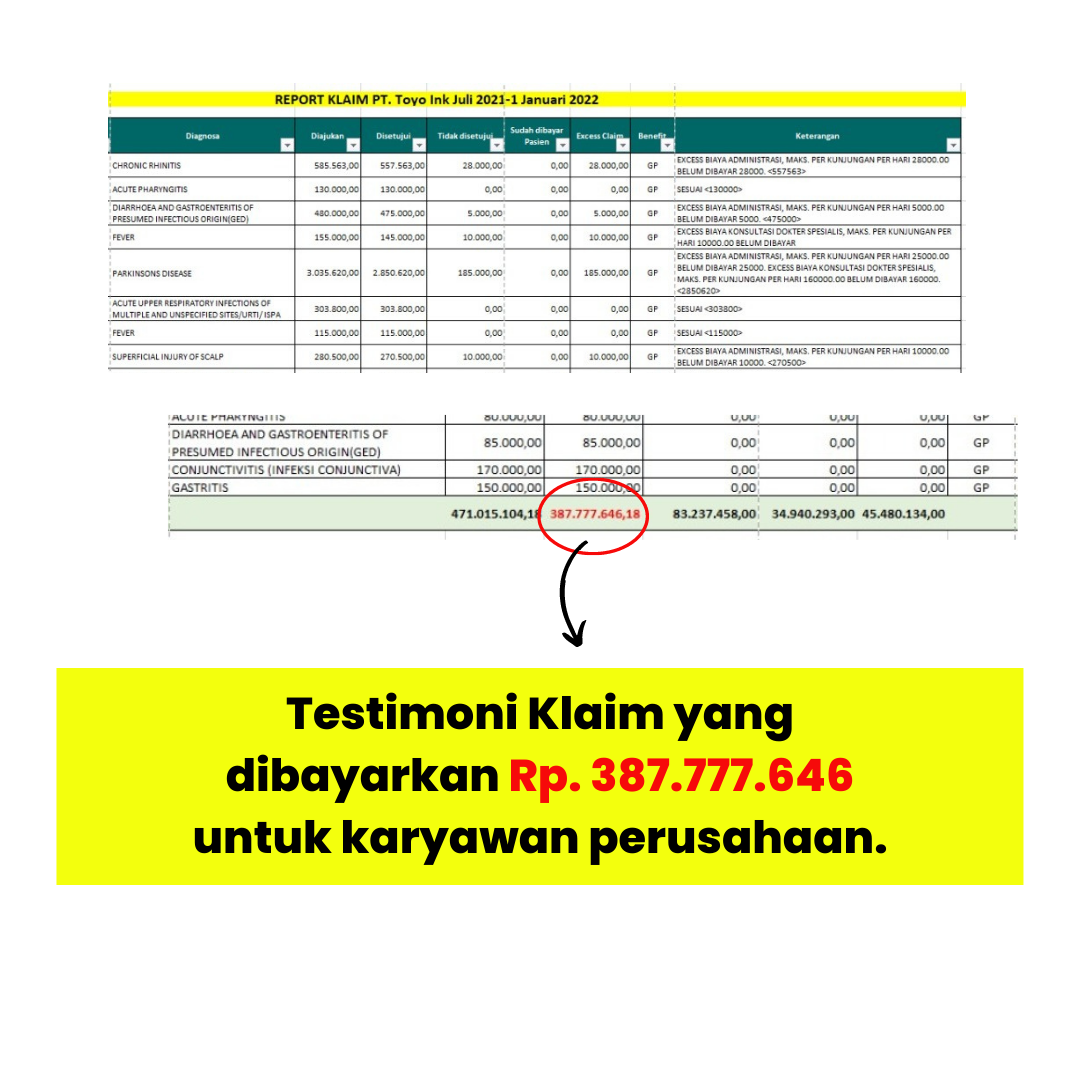 REPORT KLAIM PT. Toyo Ink Juli 2021-1 Januari 2022
Diagnosa Diajukan Disetujui Tidak disetujui Sudah dibayar Pasien Excess Claim Benefit Keterangan
CHRONIC RHINITIS 585.563,00 557.563,00 28.000,00 0,00 28.000,00 GP EXCESS BIAYA ADMINISTRASI, MAKS. PER KUNJUNGAN PER HARI 28000.00
BELUM DIBAYAR 28000. <557563>
ACUTE PHARYNGITIS 130.000,00 130.000,00 0,00 0,00 0,00 GP SESUAI <130000>
DIARRHOEA AND GASTROENTERITIS OF
PRESUMED INFECTIOUS ORIGIN(GED) 480.000,00 475.000,00 5.000,00 0,00 5.000,00 GP EXCESS BIAYA ADMINISTRASI, MAKS. PER KUNJUNGAN PER HARI 5000.00
BELUM DIBAYAR 5000. <475000>
FEVER 155.000,00 145.000,00 10.000,00 0,00 10.000,00 GP EXCESS BIAYA KONSULTASI DOKTER SPESIALIS, MAKS. PER KUNJUNGAN PER
HARI 10000.00 BELUM DIBAYAR
PARKINSONS DISEASE 3.035.620,00 2.850.620,00 185.000,00 0,00 185.000,00 GP EXCESS BIAYA ADMINISTRASI, MAKS. PER KUNJUNGAN PER HARI 25000.00
BELUM DIBAYAR 25000. EXCESS BIAYA KONSULTASI DOKTER SPESIALIS,
MAKS. PER KUNJUNGAN PER HARI 160000.00 BELUM DIBAYAR 160000.
<2850620>
ACUTE UPPER RESPIRATORY INFECTIONS OF
MULTIPLE AND UNSPECIFIED SITES/URTI/ ISPA 303.800,00 303.800,00 0,00 0,00 0,00 GP SESUAI <303800>
FEVER 115.000,00 115.000,00 0,00 0,00 0,00 GP SESUAI <115000>
SUPERFICIAL INJURY OF SCALP 280.500,00 270.500,00 10.000,00 0,00 10.000,00 GP EXCESS BIAYA ADMINISTRASI, MAKS. PER KUNJUNGAN PER HARI 10000.00
BELUM DIBAYAR 10000. <270500>
ACUTE PHARYNGITIS 80.000,00 80.000,00 0,00 0,00 0,00 GP
DIARRHOEA AND GASTROENTERITIS OF
PRESUMED INFECTIOUS ORIGIN(GED) 85.000,00 85.000,00 0,00 0,00 0,00 GP
CONJUNCTIVITIS (INFEKSI CONJUNCTIVA) 170.000,00 170.000,00 0,00 0,00 0,00 GP
GASTRITIS 150.000,00 150.000,00 0,00 0,00 0,00 GP
471.015.104,18 387.777.646,18 83.237.458,00 34.940.293,00 45.480.134,00
Testimoni Klaim yang
dibayarkan Rp. 387.777.646
untuk karyawan perusahaan.